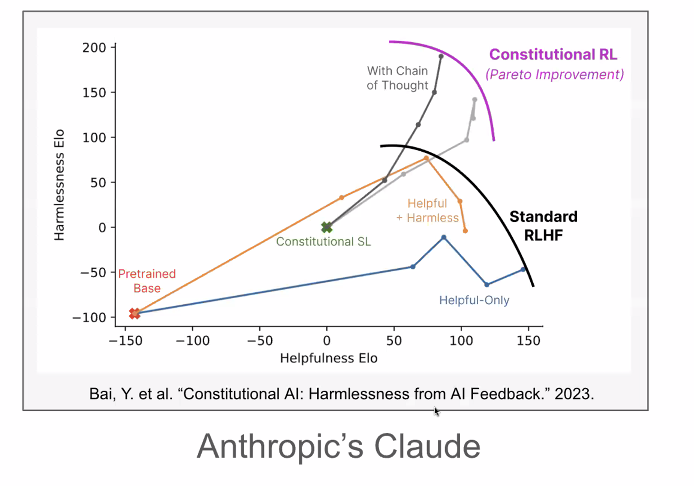 200
150
100
50
0
−50
−100
Harmlessness Elo
−150
−100
−50
0
50
100
150
Helpfulness Elo
With Chain
of Thought
Constitutional RL
(Pareto Improvement)
Helpful
+ Harmless
Standard
RLHF
Constitutional SL
Pretrained
Base
Helpful-Only
Bai, Y. et al. “Constitutional AI: Harmlessness from AI Feedback.” 2023.
Anthropic’s Claude